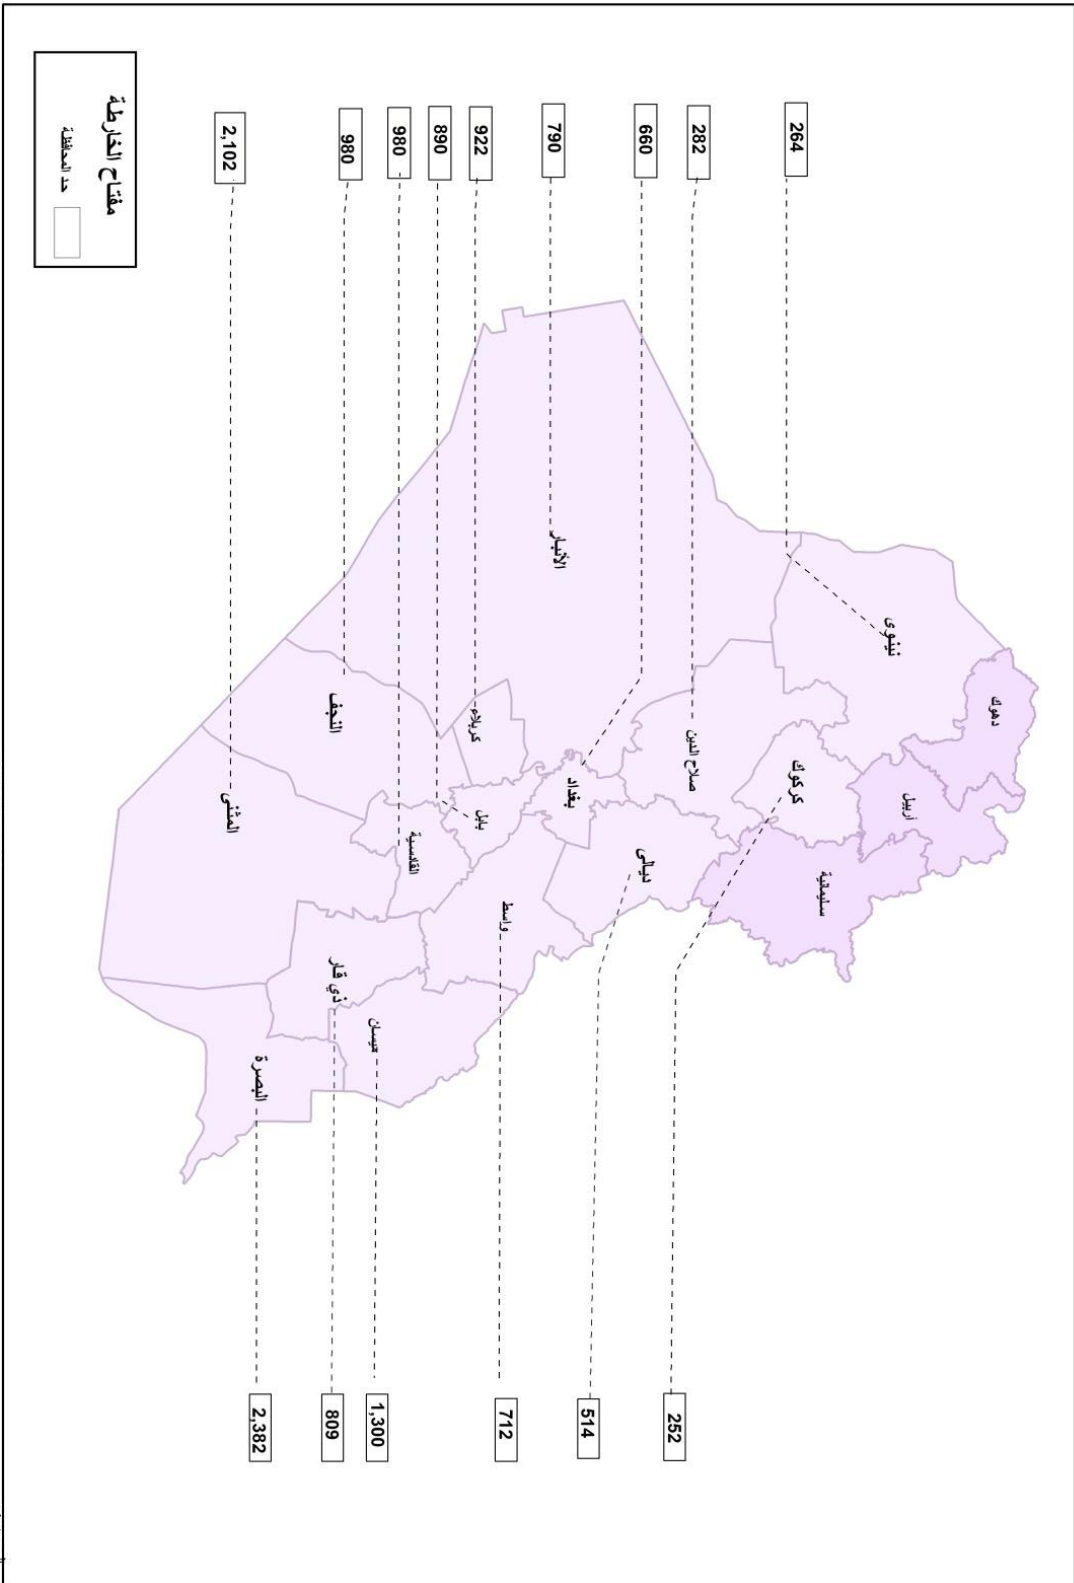 دهوك
نينوى
أربيل
كركوك
سليمانية
صلاح الدين
ديالى
الأنبار
بغداد
كربلاء
بابل
واسط
النجف
القادسية
ميسان
ذي قار
المثنى
البصرة
264
282
660
790
922
890
980
980
2,102
252
514
712
1,300
809
2,382
مفتاح الخارطة
حد المحافظة